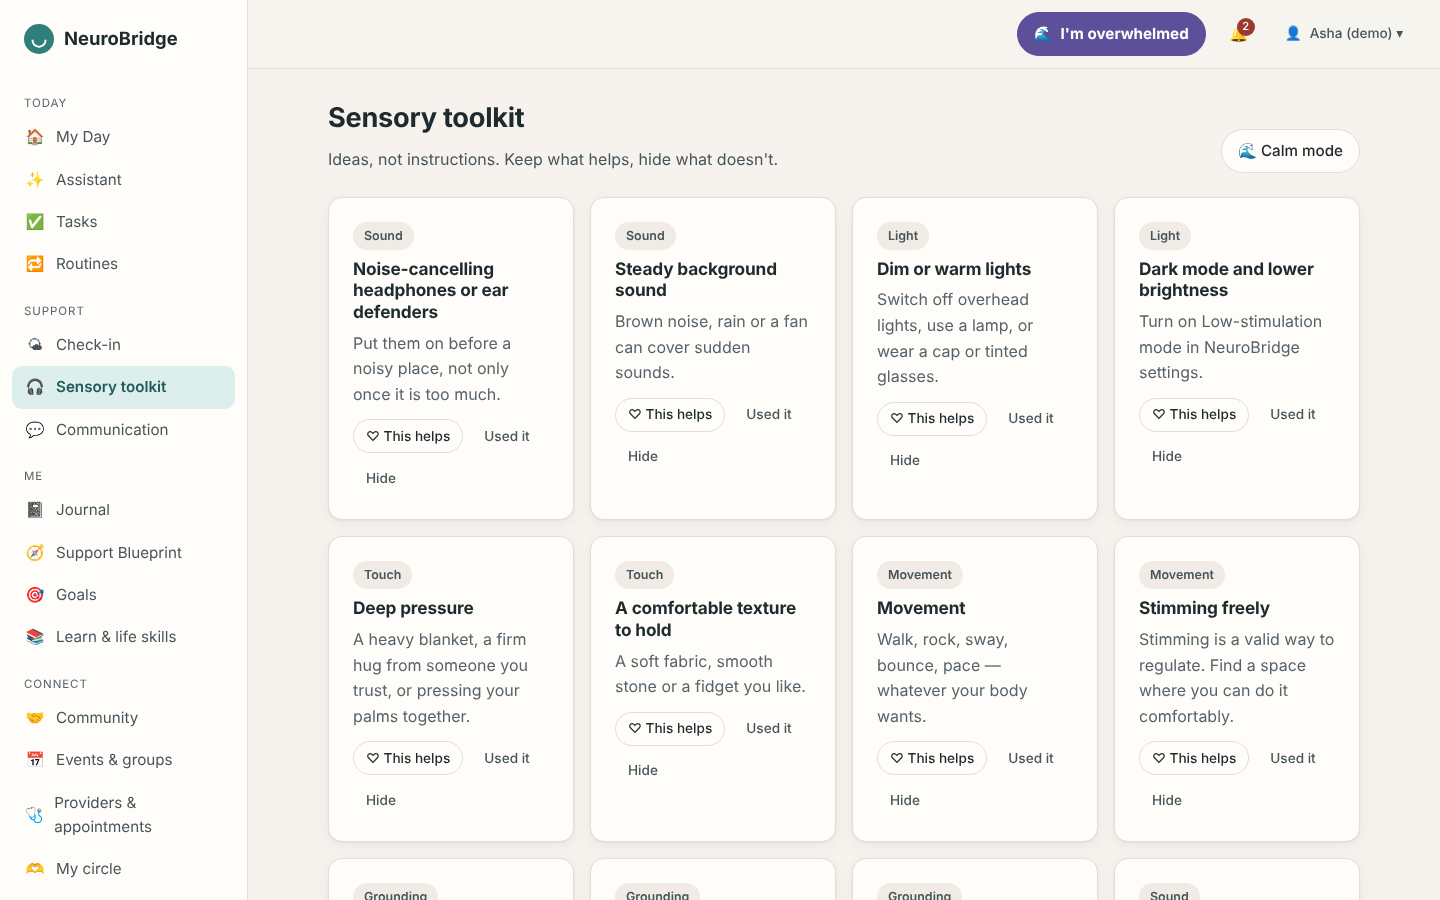 NeuroBridge
TODAY
My Day
Assistant
Tasks
Routines
SUPPORT
Check-in
Sensory toolkit
Communication
ME
Journal
Support Blueprint
Goals
Learn & life skills
CONNECT
Community
Events & groups
Providers &
appointments
My circle
I'm overwhelmed
2
Asha (demo) ▾
Sensory toolkit
Ideas, not instructions. Keep what helps, hide what doesn't.
Calm mode
Sound
Noise-cancelling
headphones or ear
defenders
Put them on before a
noisy place, not only
once it is too much.
♡ This helps
Used it
Hide
Sound
Steady background
sound
Brown noise, rain or a fan
can cover sudden
sounds.
♡ This helps
Used it
Hide
Light
Dim or warm lights
Switch off overhead
lights, use a lamp, or
wear a cap or tinted
glasses.
♡ This helps
Used it
Hide
Light
Dark mode and lower
brightness
Turn on Low-stimulation
mode in NeuroBridge
settings.
♡ This helps
Used it
Hide
Touch
Deep pressure
A heavy blanket, a firm
hug from someone you
trust, or pressing your
palms together.
♡ This helps
Used it
Hide
Touch
A comfortable texture
to hold
A soft fabric, smooth
stone or a fidget you like.
♡ This helps
Used it
Hide
Movement
Movement
Walk, rock, sway,
bounce, pace —
whatever your body
wants.
♡ This helps
Used it
Hide
Movement
Stimming freely
Stimming is a valid way to
regulate. Find a space
where you can do it
comfortably.
♡ This helps
Used it
Hide
Grounding
Grounding
Grounding
Sound